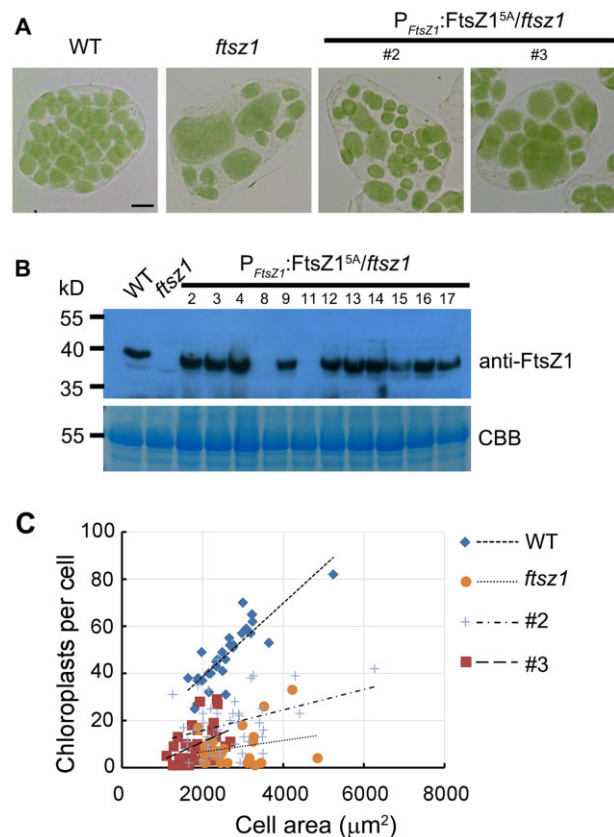 A
WT
ftsz1
P_FtsZ1:FtsZ1^5A/ftsz1
#2
#3
B
P_FtsZ1:FtsZ1^5A/ftsz1
kD
WT
ftsz1
2 3 4 8 9 11 12 13 14 15 16 17
55
40
35
anti-FtsZ1
55
CBB
C
Chloroplasts per cell
100
80
60
40
20
0
0 2000 4000 6000 8000
Cell area (μm²)
WT
ftsz1
#2
#3